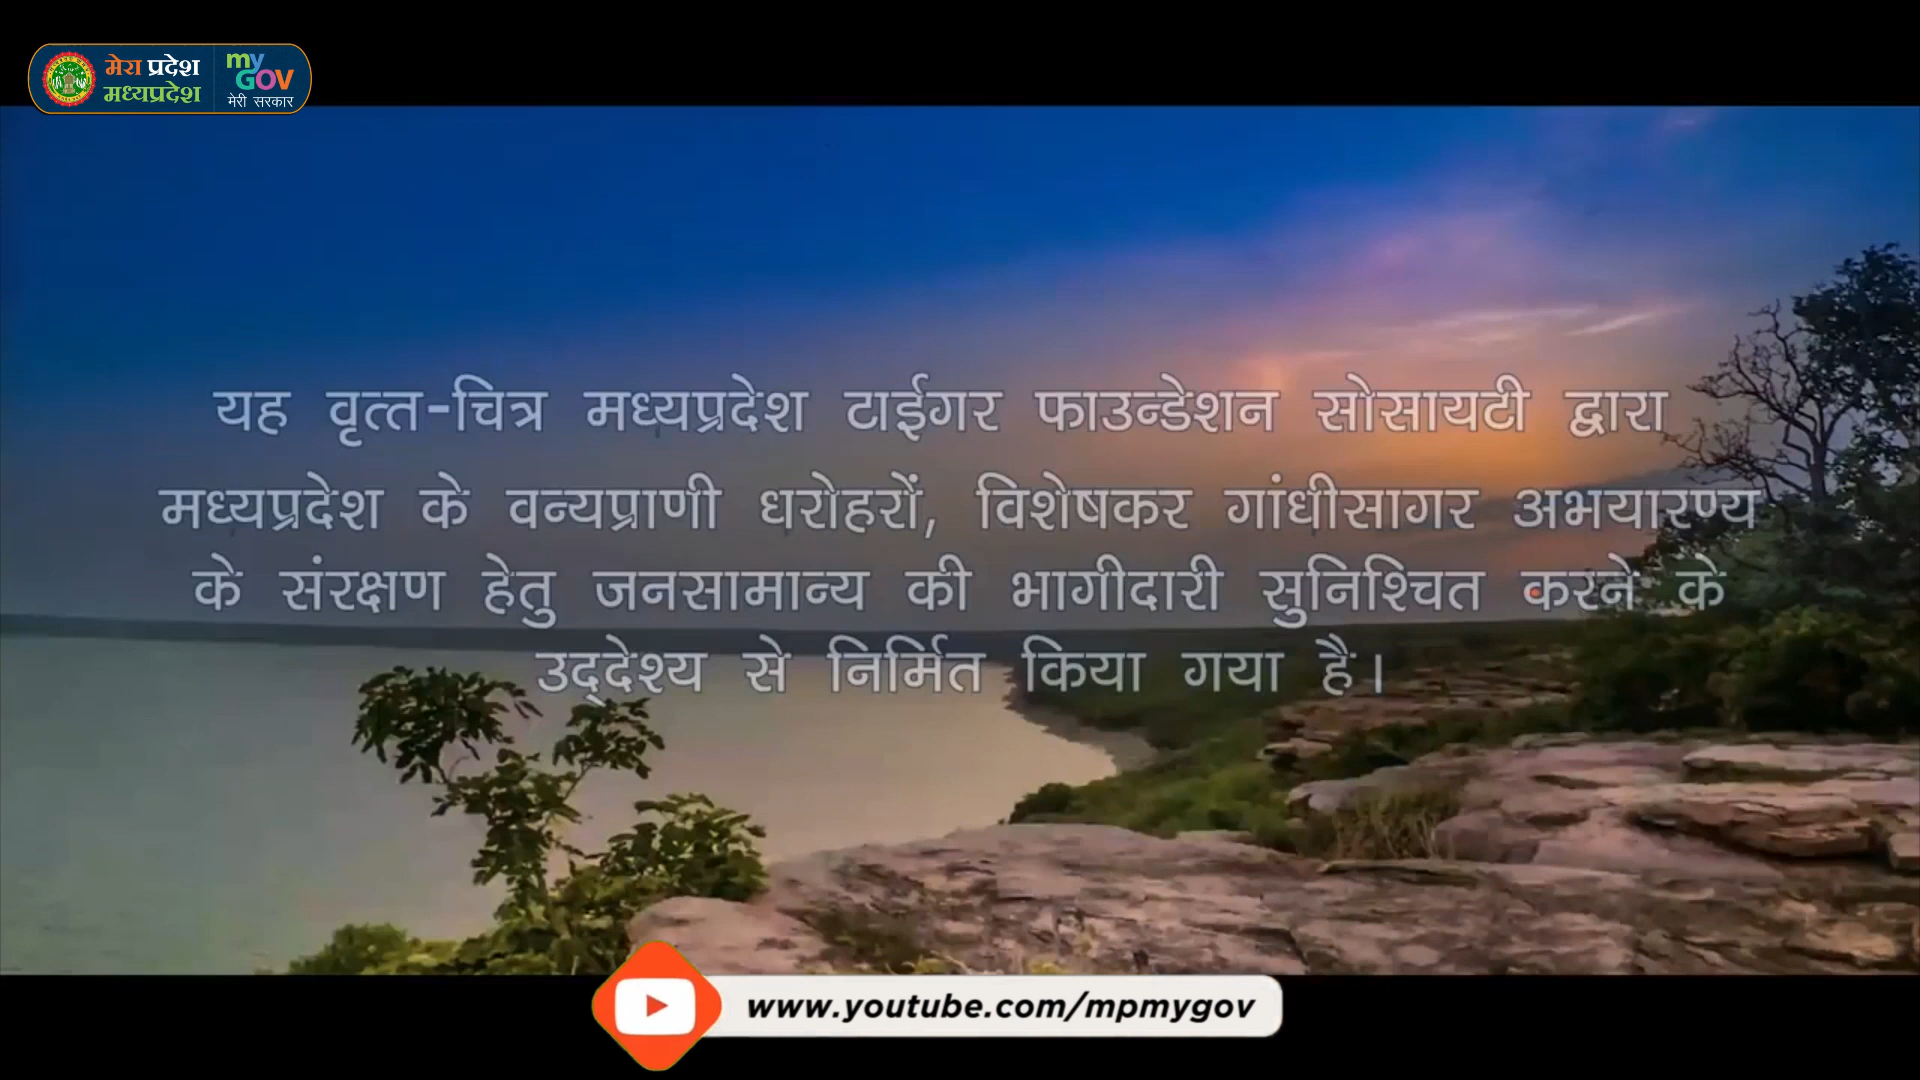 मेरा प्रदेश
मध्यप्रदेश
my
GOV
मेरी सरकार
यह वृत्त-चित्र मध्यप्रदेश टाईगर फाउन्डेशन सोसायटी द्वारा
मध्यप्रदेश के वन्यप्राणी धरोहरों, विशेषकर गांधीसागर अभयारण्य
के संरक्षण हेतु जनसामान्य की भागीदारी सुनिश्चित करने के
उद्देश्य से निर्मित किया गया है।
www.youtube.com/mpmygov